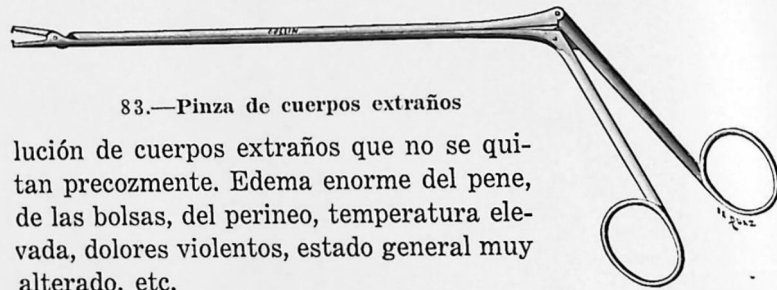 COLLIN
83.—Pinza de cuerpos extraños
lución de cuerpos extraños que no se qui-
tan precozmente. Edema enorme del pene,
de las bolsas, del perineo, temperatura ele-
vada, dolores violentos, estado general muy
alterado, etc.